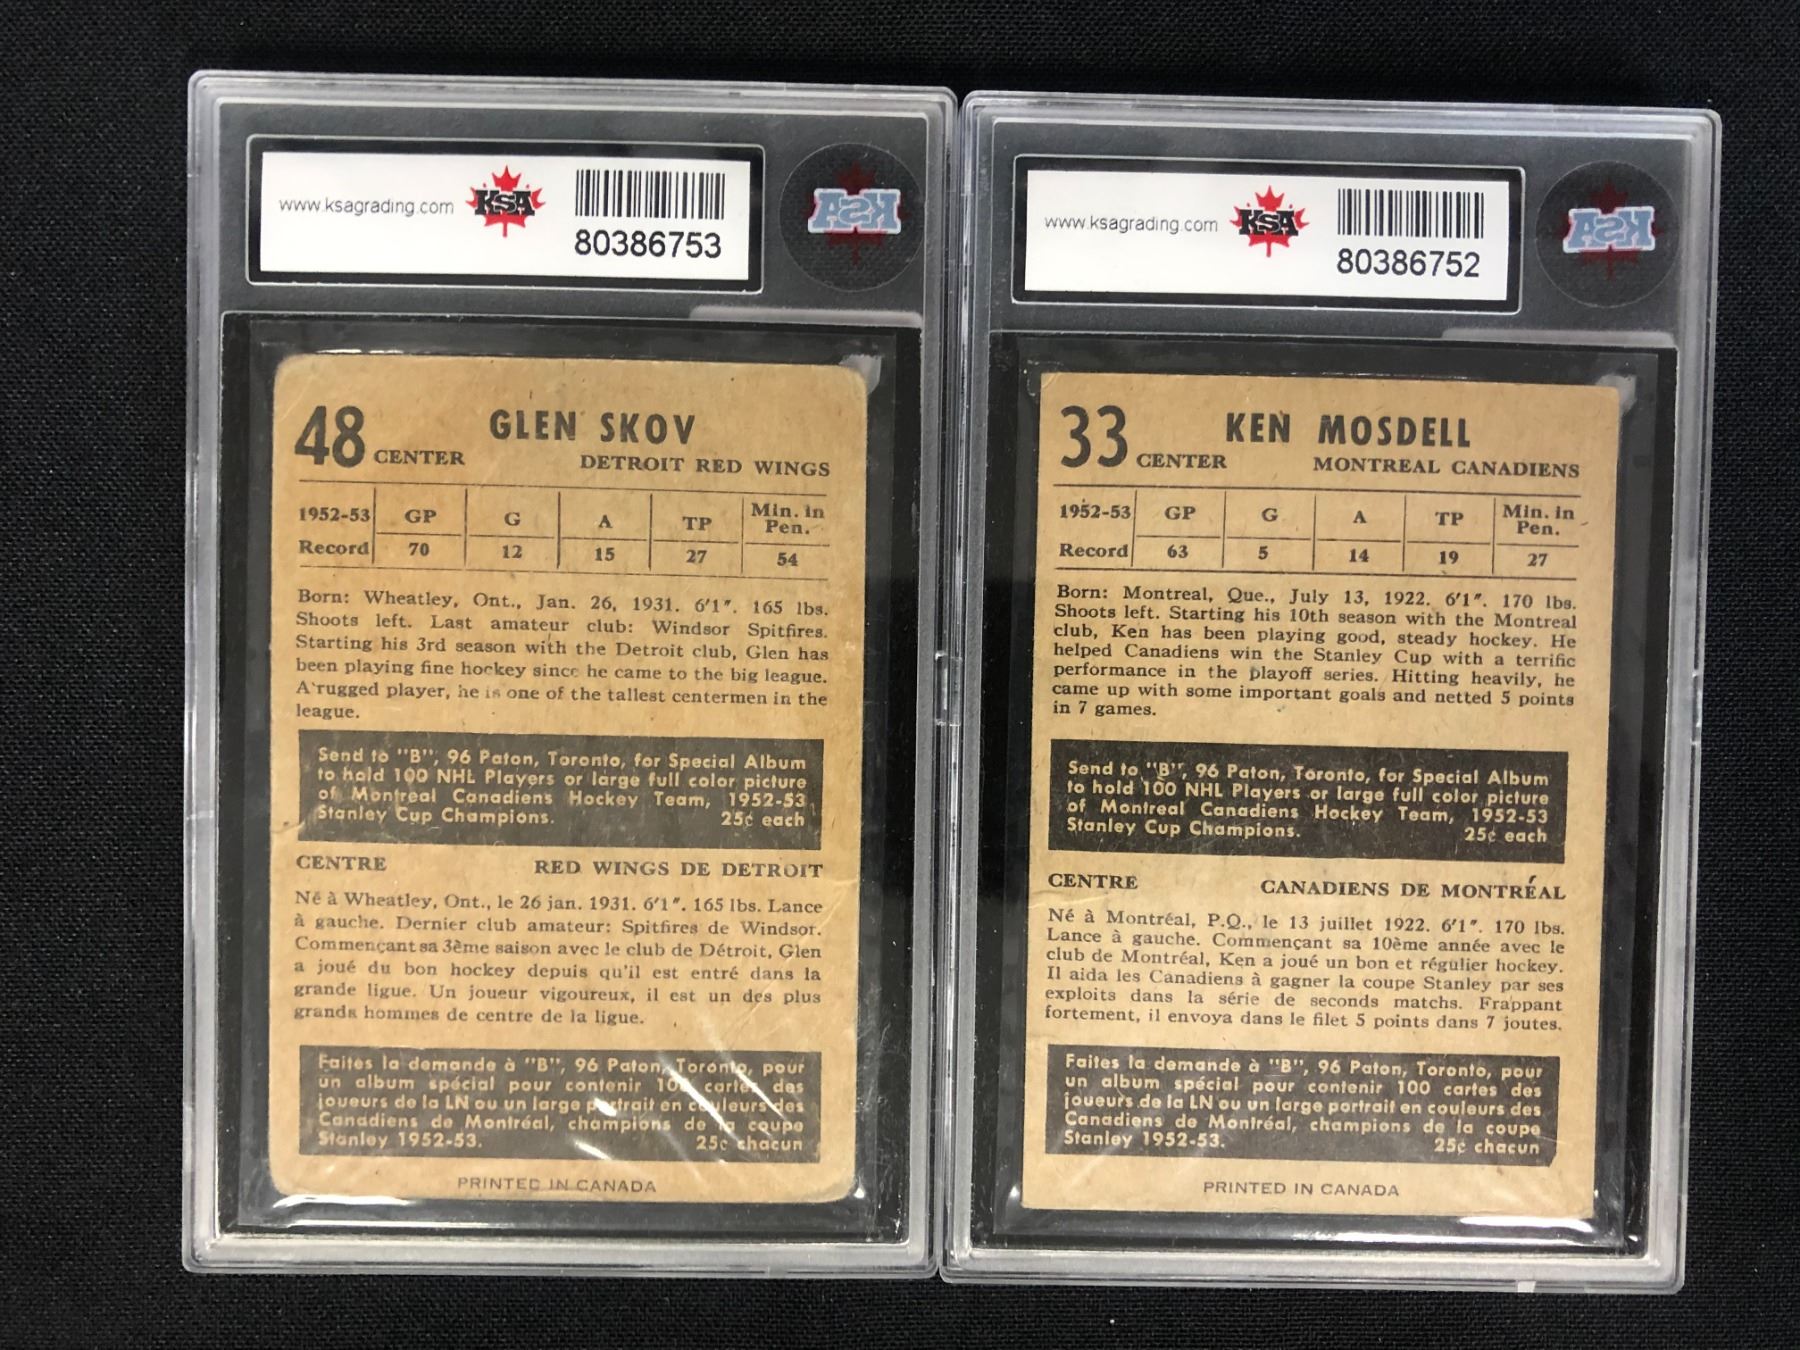 www.ksagrading.com KSA
80386753
KSA
48 GLEN SKOV
CENTER DETROIT RED WINGS
1952-53 GP G A TP Min. in Pen.
Record 70 12 15 27 54
Born: Wheatley, Ont., Jan. 26, 1931. 6'1". 165 lbs.
Shoots left. Last amateur club: Windsor Spitfires.
Starting his 3rd season with the Detroit club, Glen has
been playing fine hockey since he came to the big league.
A rugged player, he is one of the tallest centermen in the
league.
Send to "B", 96 Paton, Toronto, for Special Album
to hold 100 NHL Players or large full color picture
of Montreal Canadiens Hockey Team, 1952-53
Stanley Cup Champions. 25¢ each
CENTRE RED WINGS DE DETROIT
Né à Wheatley, Ont., le 26 jan. 1931. 6'1". 165 lbs. Lance
à gauche. Dernier club amateur: Spitfires de Windsor.
Commençant sa 3ème saison avec le club de Détroit, Glen
a joué du bon hockey depuis qu'il est entré dans la
grande ligue. Un joueur vigoureux, il est un des plus
grands hommes de centre de la ligue.
Faites la demande à "B", 96 Paton, Toronto, pour
un album spécial pour contenir 100 cartes des
joueurs de la LN ou un large portrait en couleurs des
Canadiens de Montréal, champions de la coupe
Stanley 1952-53. 25¢ chacun
PRINTED IN CANADA
www.ksagrading.com KSA
80386752
KSA
33 KEN MOSDELL
CENTER MONTREAL CANADIENS
1952-53 GP G A TP Min. in Pen.
Record 63 5 14 19 27
Born: Montreal, Que., July 13, 1922. 6'1". 170 lbs.
Shoots left. Starting his 10th season with the Montreal
club, Ken has been playing good, steady hockey. He
helped Canadiens win the Stanley Cup with a terrific
performance in the playoff series. Hitting heavily, he
came up with some important goals and netted 5 points
in 7 games.
Send to "B", 96 Paton, Toronto, for Special Album
to hold 100 NHL Players or large full color picture
of Montreal Canadiens Hockey Team, 1952-53
Stanley Cup Champions. 25¢ each
CENTRE CANADIENS DE MONTRÉAL
Né à Montréal, P.Q., le 13 juillet 1922. 6'1". 170 lbs.
Lance à gauche. Commençant sa 10ème année avec le
club de Montréal, Ken a joué un bon et régulier hockey.
Il aida les Canadiens à gagner la coupe Stanley par ses
exploits dans la série de seconds matchs. Frappant
fortement, il envoya dans le filet 5 points dans 7 joutes.
Faites la demande à "B", 96 Paton, Toronto, pour
un album spécial pour contenir 100 cartes des
joueurs de la LN ou un large portrait en couleurs des
Canadiens de Montréal, champions de la coupe
Stanley 1952-53. 25¢ chacun
PRINTED IN CANADA